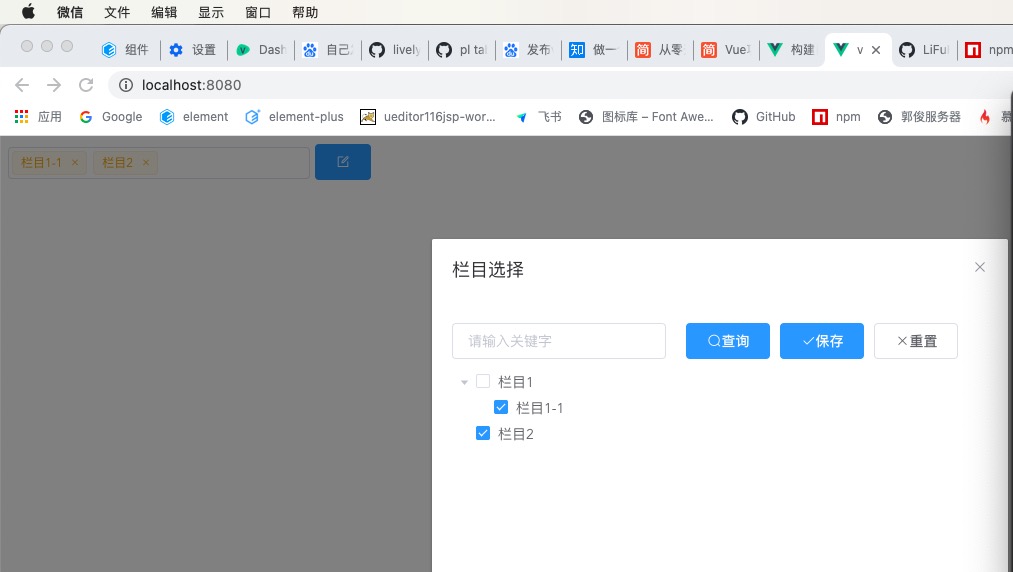 微信 文件 编辑 显示 窗口 帮助
组件 设置 Dash 自己 lively pl ta 发布 做一 从零 Vue 构建 v LiFu npm
localhost:8080
应用 Google element element-plus ueditor116jsp-wor... 飞书 图标库 – Font Awe... GitHub npm 郭俊服务器
栏目1-1 × 栏目2 ×
栏目选择
请输入关键字 查询 保存 重置
栏目1
栏目1-1
栏目2